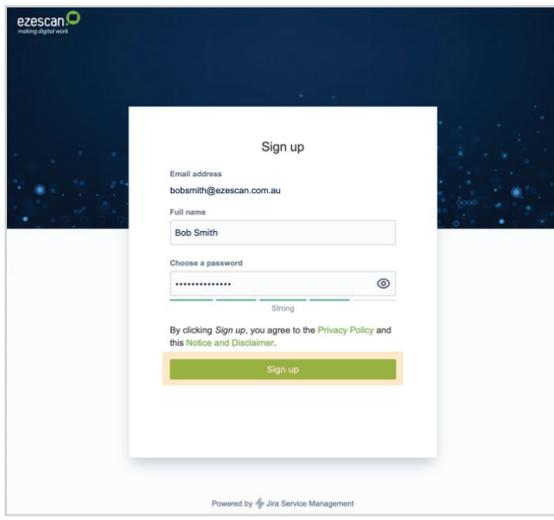 ezescan
making digital work
Sign up
Email address
bobsmith@ezescan.com.au
Full name
Bob Smith
Choose a password
••••••••••••••
Strong
By clicking Sign up, you agree to the Privacy Policy and
this Notice and Disclaimer.
Sign up
Powered by Jira Service Management